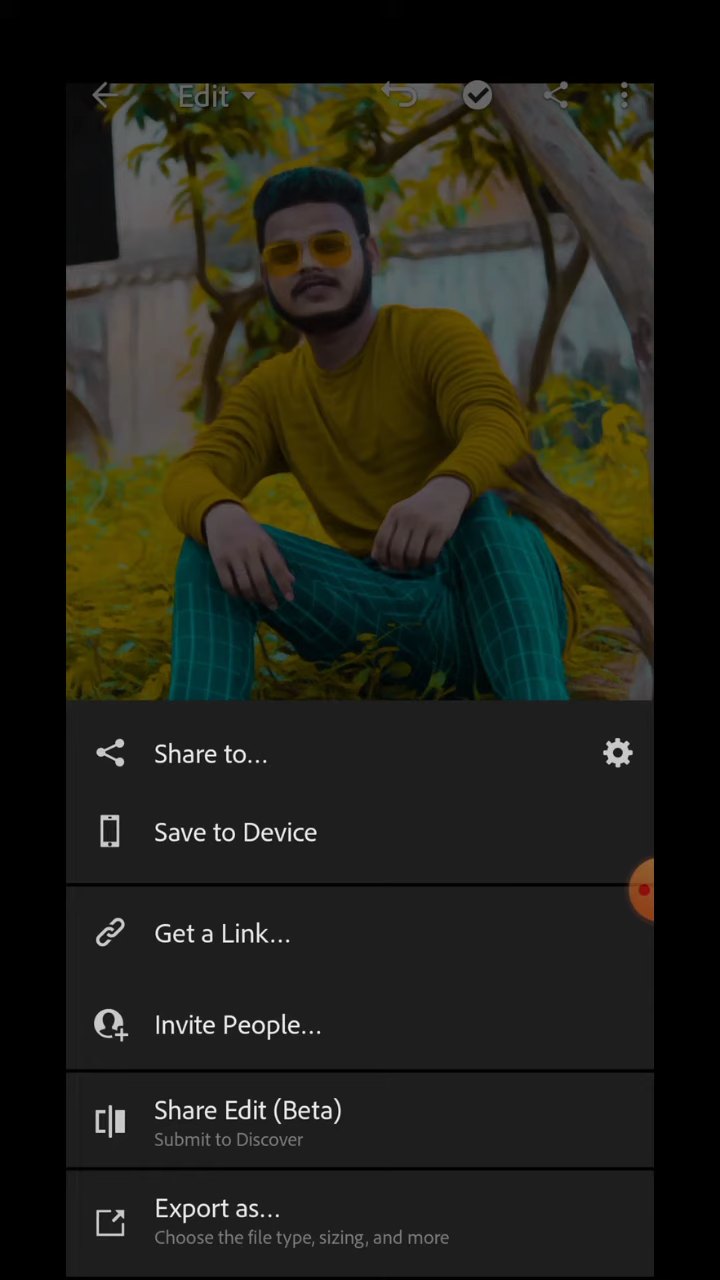 Edit
Share to...
Save to Device
Get a Link...
Invite People...
Share Edit (Beta)
Submit to Discover
Export as...
Choose the file type, sizing, and more